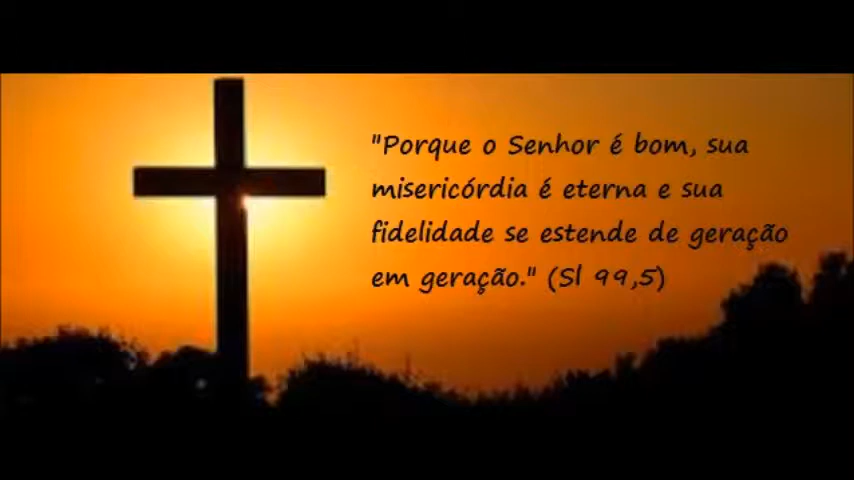 "Porque o Senhor é bom, sua
misericórdia é eterna e sua
fidelidade se estende de geração
em geração." (Sl 99,5)